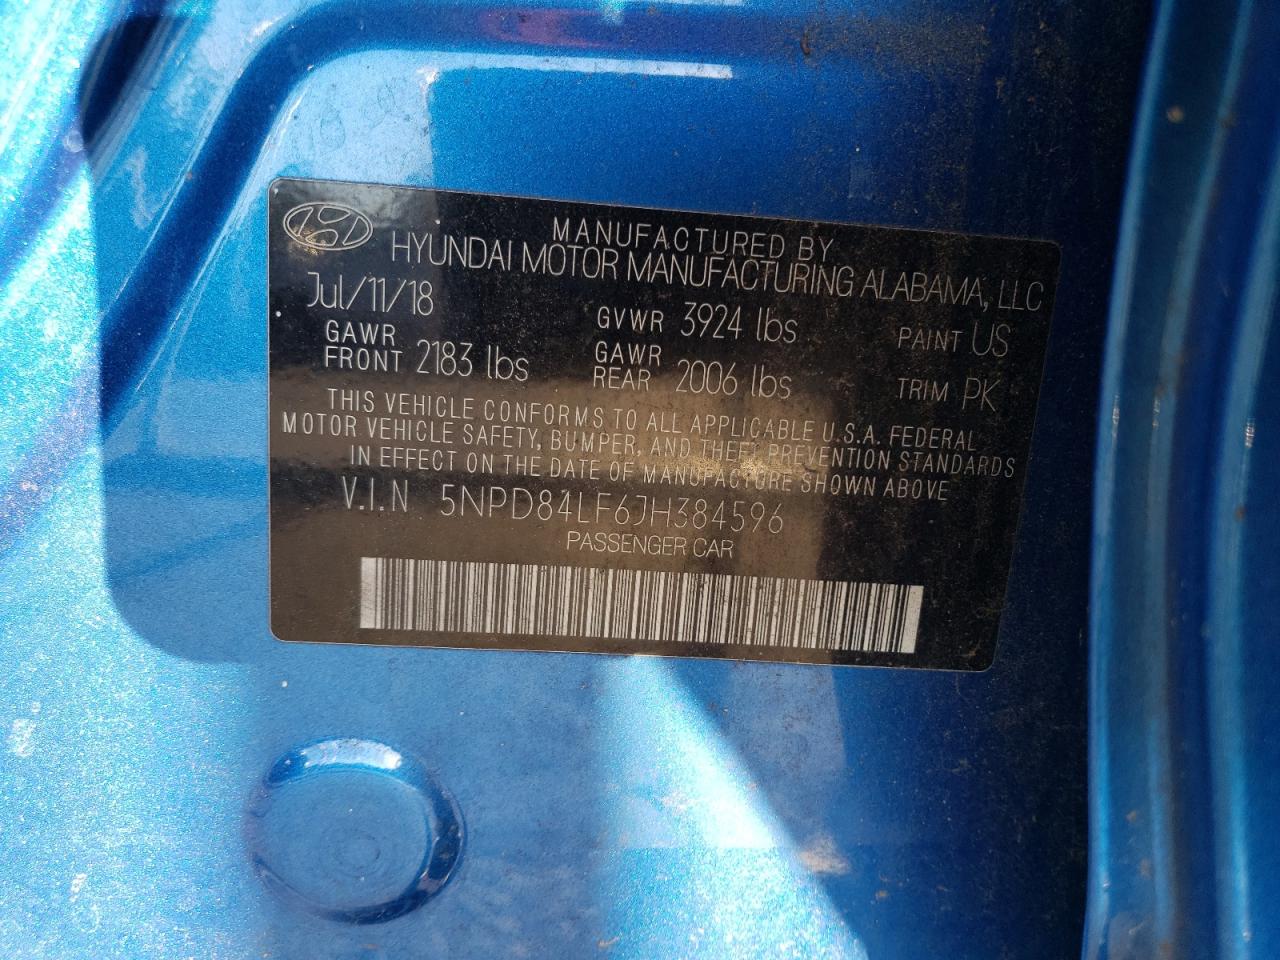 MANUFACTURED BY
HYUNDAI MOTOR MANUFACTURING ALABAMA, LLC
Jul/11/18 GVWR 3924 lbs PAINT US
GAWR FRONT 2183 lbs GAWR REAR 2006 lbs TRIM PK
THIS VEHICLE CONFORMS TO ALL APPLICABLE U.S.A. FEDERAL
MOTOR VEHICLE SAFETY, BUMPER, AND THEFT PREVENTION STANDARDS
IN EFFECT ON THE DATE OF MANUFACTURE SHOWN ABOVE
V.I.N 5NPD84LF6JH384596
PASSENGER CAR